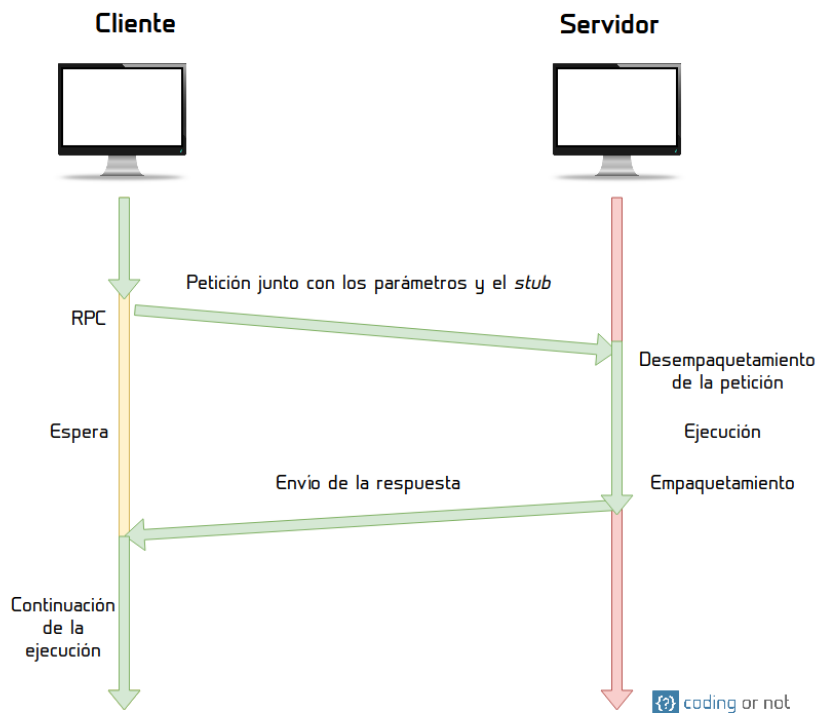 Cliente
Servidor
Petición junto con los parámetros y el stub
RPC
Desempaquetamiento
de la petición
Espera
Ejecución
Envío de la respuesta
Empaquetamiento
Continuación
de la
ejecución
{?} coding or not